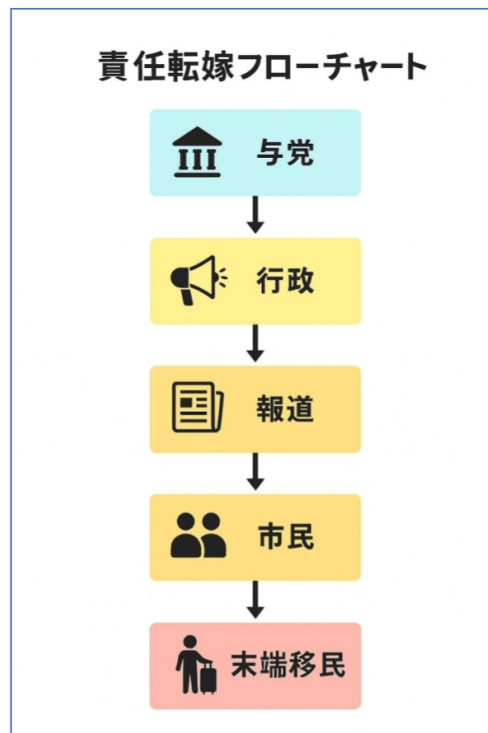 責任転嫁フローチャート
与党
行政
報道
市民
末端移民